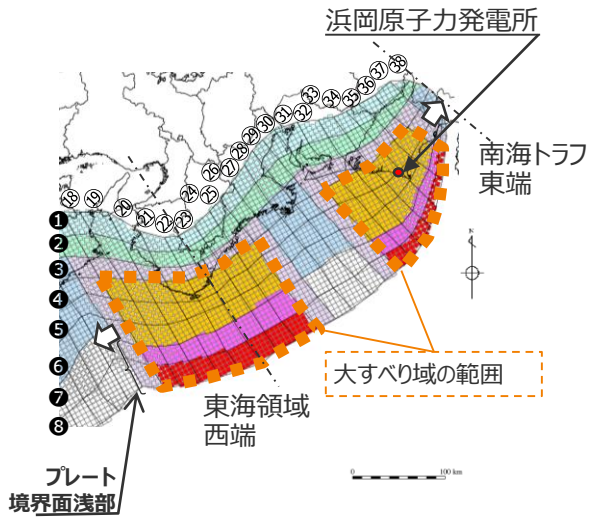 浜岡原子力発電所
⑱ ⑲ ⑳ ㉑ ㉒ ㉓ ㉔ ㉕ ㉖ ㉗ ㉘ ㉙ ㉚ ㉛ ㉜ ㉝ ㉞ ㉟ ㊱ ㊲ ㊳
南海トラフ
東端
❶
❷
❸
❹
❺
❻
❼
❽
N
大すべり域の範囲
東海領域
西端
プレート
境界面浅部
0 100 km